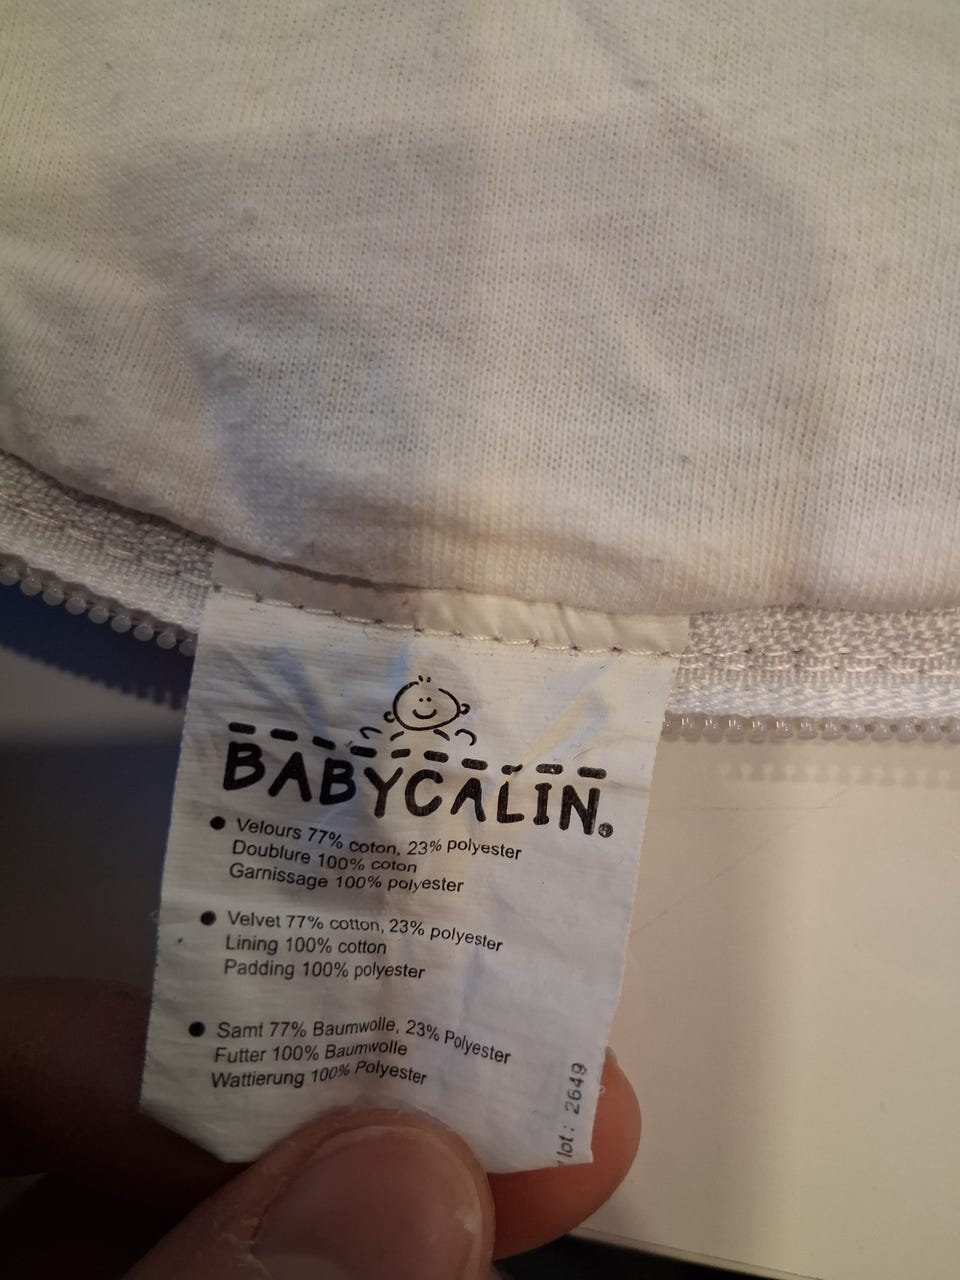 BABYCALIN®
● Velours 77% coton, 23% polyester
Doublure 100% coton
Garnissage 100% polyester
● Velvet 77% cotton, 23% polyester
Lining 100% cotton
Padding 100% polyester
● Samt 77% Baumwolle, 23% Polyester
Futter 100% Baumwolle
Wattierung 100% Polyester
lot: 2649